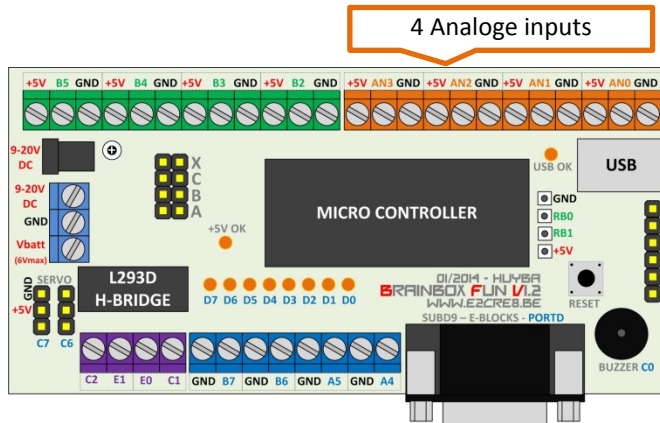 4 Analoge inputs
+5V B5 GND +5V B4 GND +5V B3 GND +5V B2 GND +5V AN3 GND +5V AN2 GND +5V AN1 GND +5V AN0 GND
9-20V
DC
X
C
B
A
USB OK
USB
9-20V
DC
GND
Vbatt
(6Vmax)
+5V OK
MICRO CONTROLLER
GND
RB0
RB1
+5V
SERVO
GND
+5V
C7 C6
L293D
H-BRIDGE
D7 D6 D5 D4 D3 D2 D1 D0
01/2014 - HUYBA
BRAINBOX FUN V1.2
WWW.E2CRE8.BE
SUBD9 – E-BLOCKS - PORTD
RESET
BUZZER C0
C2 E1 E0 C1 GND B7 GND B6 GND A5 GND A4